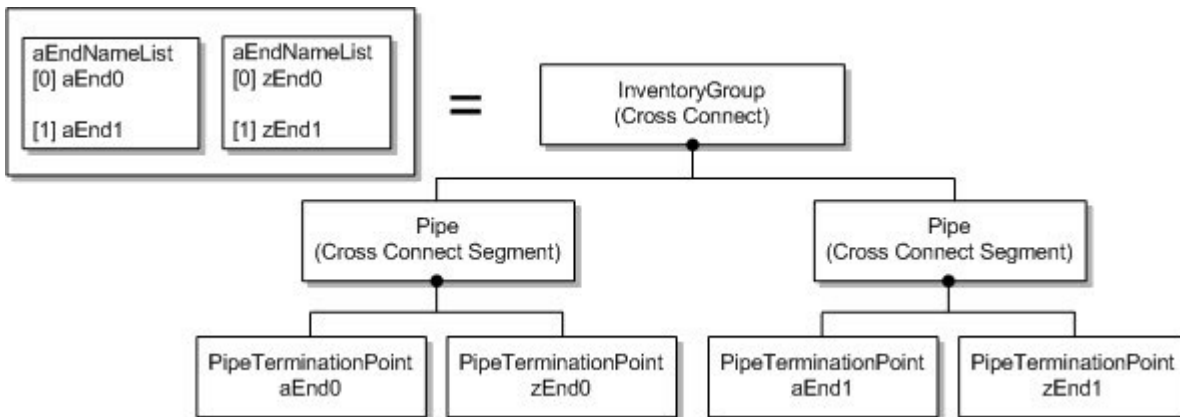 aEndNameList
[0] aEnd0
[1] aEnd1
aEndNameList
[0] zEnd0
[1] zEnd1
=
InventoryGroup
(Cross Connect)
Pipe
(Cross Connect Segment)
Pipe
(Cross Connect Segment)
PipeTerminationPoint
aEnd0
PipeTerminationPoint
zEnd0
PipeTerminationPoint
aEnd1
PipeTerminationPoint
zEnd1